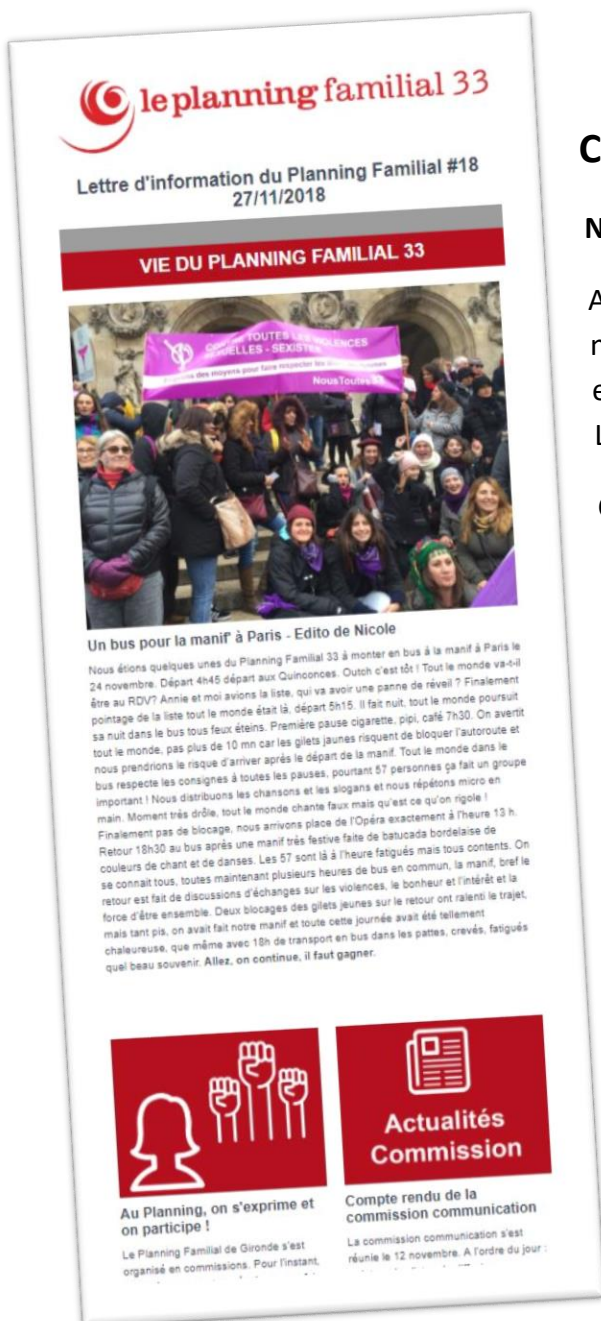 le planning familial 33
Lettre d'information du Planning Familial #18
27/11/2018
VIE DU PLANNING FAMILIAL 33
TOUTES LES VIOLENCES
SEXUELLES - SEXISTES
des moyens pour faire respecter les
NousToutes 33
Un bus pour la manif' à Paris - Edito de Nicole
Nous étions quelques unes du Planning Familial 33 à monter en bus à la manif à Paris le
24 novembre. Départ 4h45 départ aux Quinconces. Outch c'est tôt ! Tout le monde va-t-il
être au RDV? Annie et moi avions la liste, qui va avoir une panne de réveil ? Finalement
pointage de la liste tout le monde était là, départ 5h15. Il fait nuit, tout le monde poursuit
sa nuit dans le bus tous feux éteins. Première pause cigarette, pipi, café 7h30. On avertit
tout le monde, pas plus de 10 mn car les gilets jaunes risquent de bloquer l'autoroute et
nous prendrions le risque d'arriver après le départ de la manif. Tout le monde dans le
bus respecte les consignes à toutes les pauses, pourtant 57 personnes ça fait un groupe
important ! Nous distribuons les chansons et les slogans et nous répétons micro en
main. Moment très drôle, tout le monde chante faux mais qu'est ce qu'on rigole !
Finalement pas de blocage, nous arrivons place de l'Opéra exactement à l'heure 13 h.
Retour 18h30 au bus après une manif très festive faite de batucada bordelaise de
couleurs de chant et de danses. Les 57 sont là à l'heure fatigués mais tous contents. On
se connait tous, toutes maintenant plusieurs heures de bus en commun, la manif, bref le
retour est fait de discussions d'échanges sur les violences, le bonheur et l'intérêt et la
force d'être ensemble. Deux blocages des gilets jeunes sur le retour ont ralenti le trajet,
mais tant pis, on avait fait notre manif et toute cette journée avait été tellement
chaleureuse, que même avec 18h de transport en bus dans les pattes, crevés, fatigués
quel beau souvenir. Allez, on continue, il faut gagner.
Au Planning, on s'exprime et
on participe !
Le Planning Familial de Gironde s'est
organisé en commissions. Pour l'instant,
Actualités
Commission
Compte rendu de la
commission communication
La commission communication s'est
réunie le 12 novembre. A l'ordre du jour :